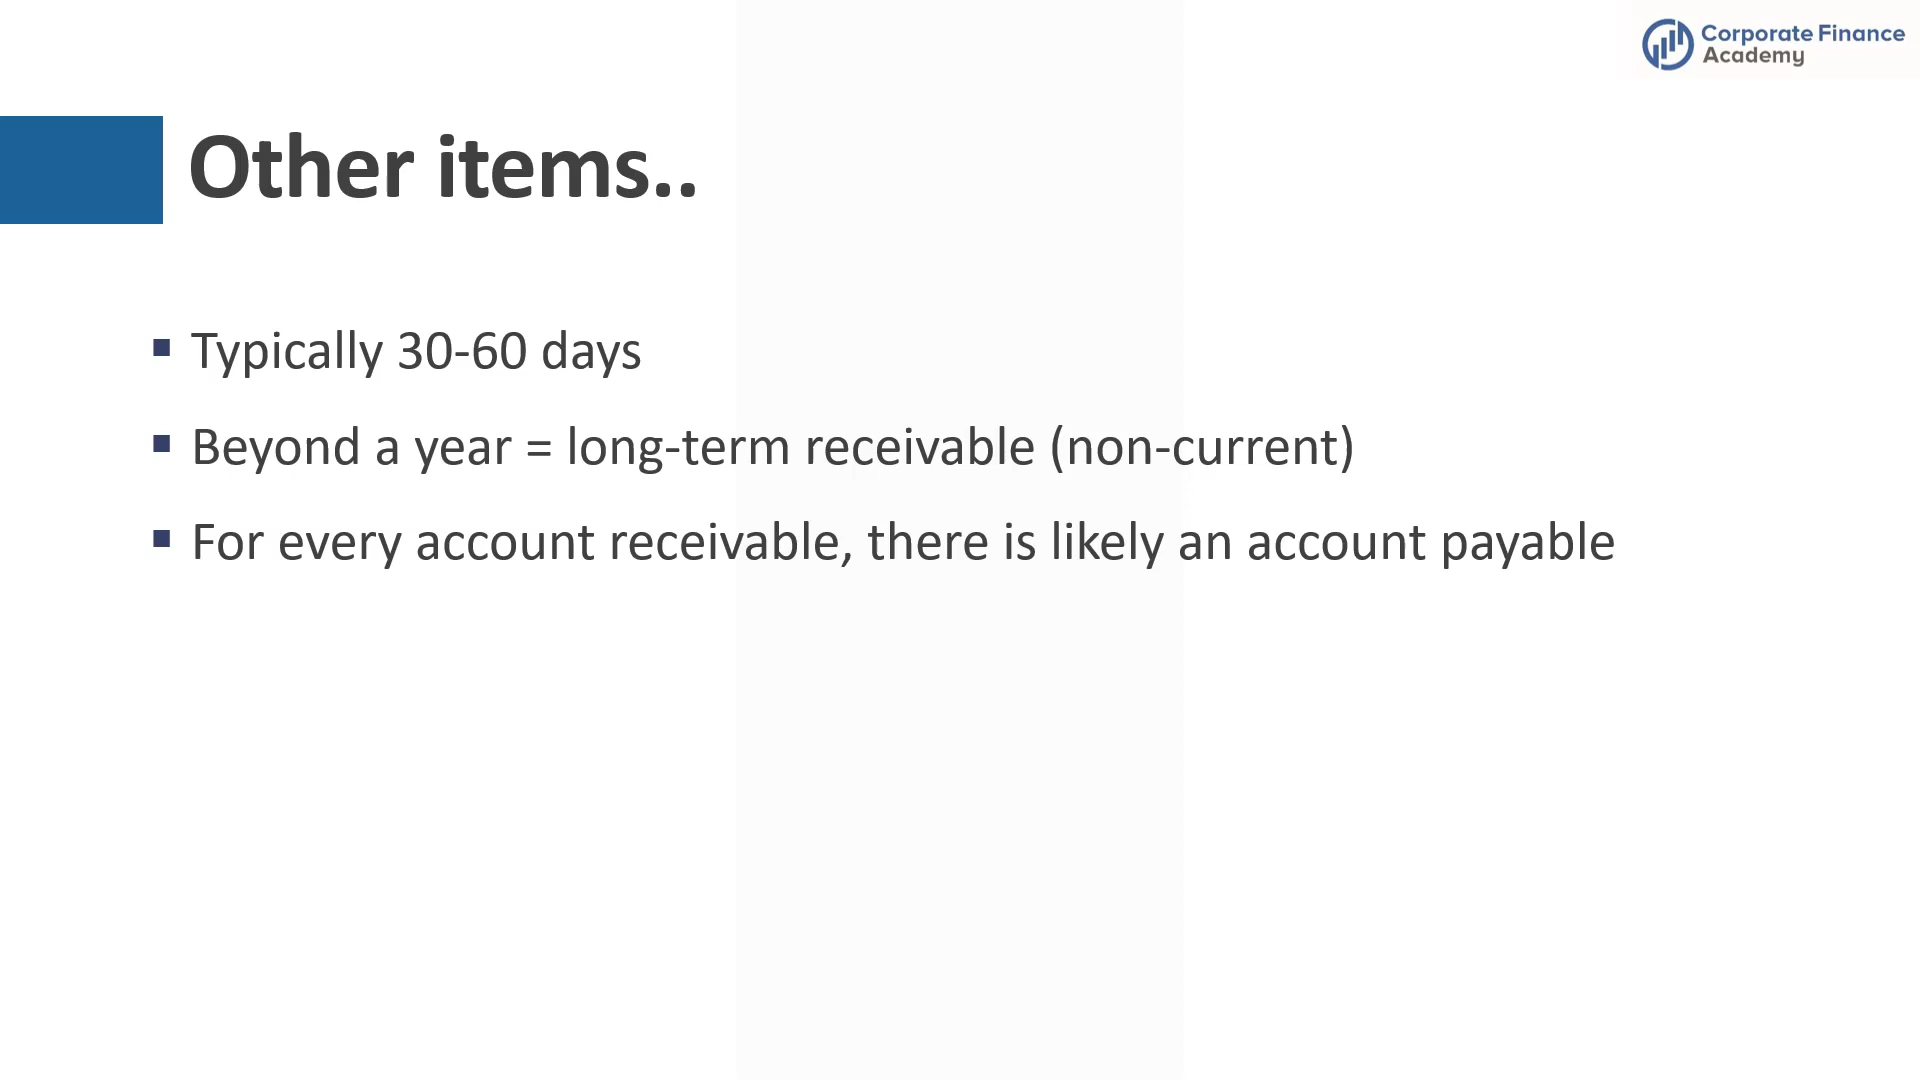 Corporate Finance
Academy
Other items..
Typically 30-60 days
Beyond a year = long-term receivable (non-current)
For every account receivable, there is likely an account payable